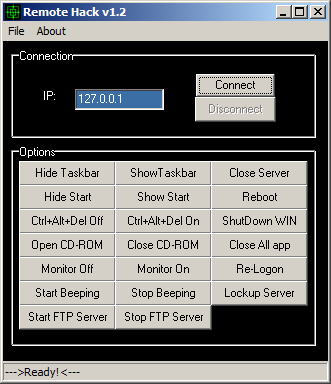 Remote Hack v1.2
File About
Connection
IP: 127.0.0.1 Connect
Disconnect
Options
Hide Taskbar ShowTaskbar Close Server
Hide Start Show Start Reboot
Ctrl+Alt+Del Off Ctrl+Alt+Del On ShutDown WIN
Open CD-ROM Close CD-ROM Close All app
Monitor Off Monitor On Re-Logon
Start Beeping Stop Beeping Lockup Server
Start FTP Server Stop FTP Server
--->Ready!<---